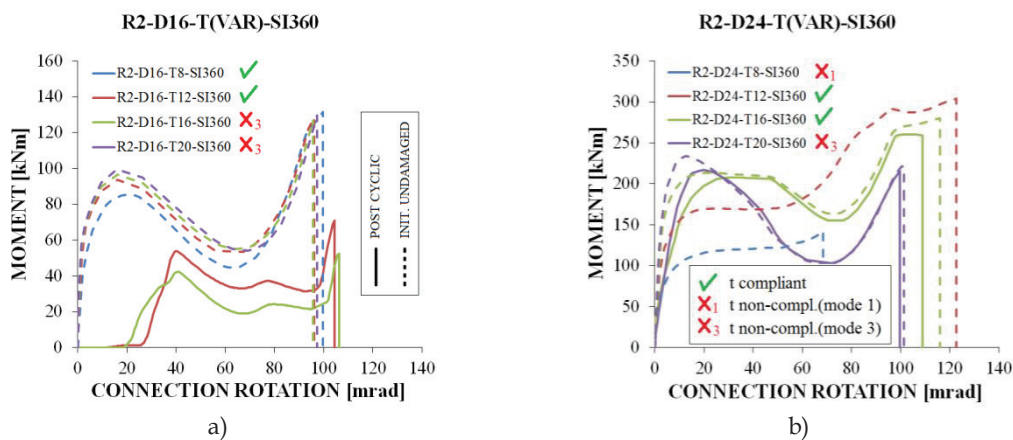 R2-D16-T(VAR)-SI360
MOMENT [kNm]
160
140
120
100
80
60
40
20
0
R2-D16-T8-SI360
R2-D16-T12-SI360
R2-D16-T16-SI360 3
R2-D16-T20-SI360 3
POST CYCLIC
INIT. UNDAMAGED
0 20 40 60 80 100 120 140
CONNECTION ROTATION [mrad]
a)
R2-D24-T(VAR)-SI360
MOMENT [kNm]
350
300
250
200
150
100
50
0
R2-D24-T8-SI360 1
R2-D24-T12-SI360
R2-D24-T16-SI360
R2-D24-T20-SI360 3
t compliant
1 t non-compl.(mode 1)
3 t non-compl.(mode 3)
0 20 40 60 80 100 120 140
CONNECTION ROTATION [mrad]
b)